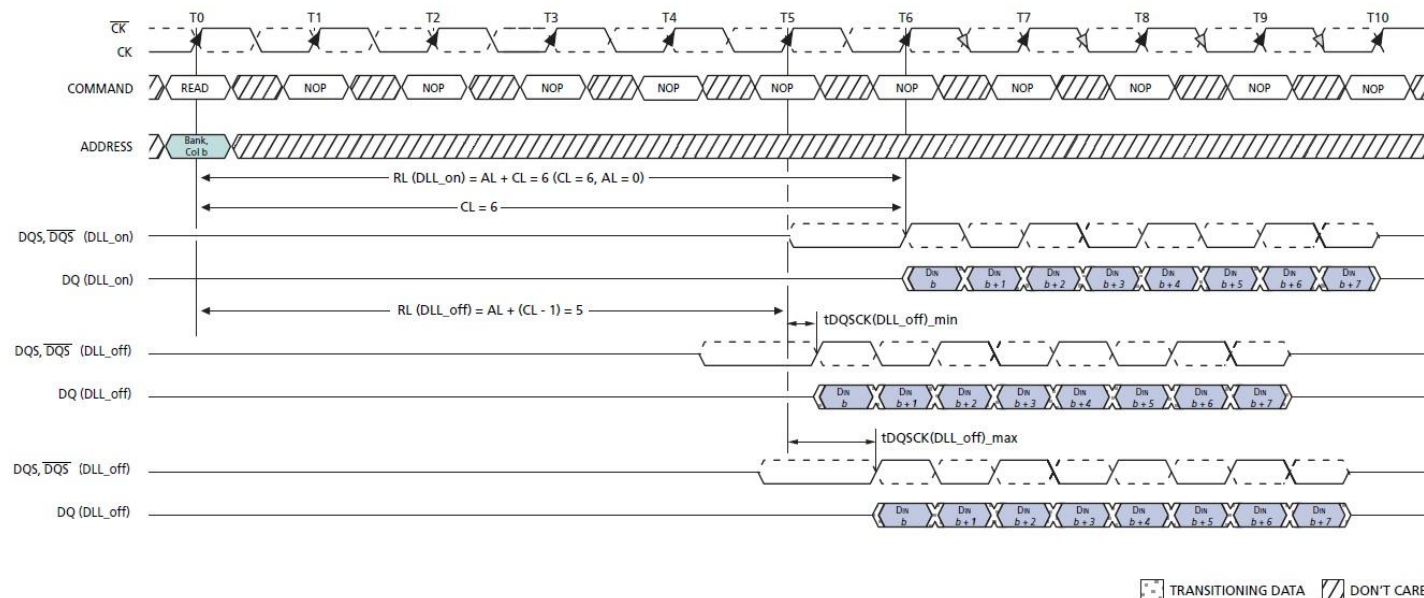 T0 T1 T2 T3 T4 T5 T6 T7 T8 T9 T10
CK
CK
COMMAND READ NOP NOP NOP NOP NOP NOP NOP NOP NOP NOP
ADDRESS Bank, Col b
RL (DLL_on) = AL + CL = 6 (CL = 6, AL = 0)
CL = 6
DQS, DQS (DLL_on)
DQ (DLL_on) DIN b DIN b + 1 DIN b + 2 DIN b + 3 DIN b + 4 DIN b + 5 DIN b + 6 DIN b + 7
RL (DLL_off) = AL + (CL - 1) = 5
tDQSCK(DLL_off)_min
DQS, DQS (DLL_off)
DQ (DLL_off) DIN b DIN b + 1 DIN b + 2 DIN b + 3 DIN b + 4 DIN b + 5 DIN b + 6 DIN b + 7
tDQSCK(DLL_off)_max
DQS, DQS (DLL_off)
DQ (DLL_off) DIN b DIN b + 1 DIN b + 2 DIN b + 3 DIN b + 4 DIN b + 5 DIN b + 6 DIN b + 7
TRANSITIONING DATA DON'T CARE